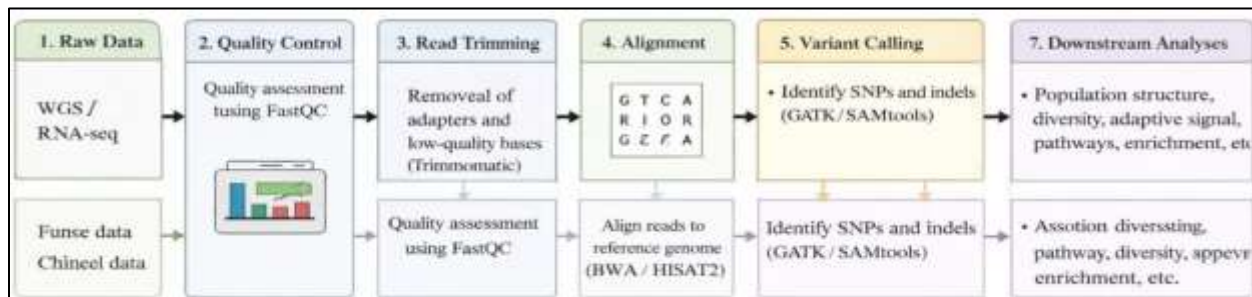 1. Raw Data
WGS /
RNA-seq
2. Quality Control
Quality assessment
tusing FastQC
3. Read Trimming
Removeal of
adapters and
low-quality bases
(Trimmomatic)
4. Alignment
G T C A
R I O R
G Z F A
5. Variant Calling
• Identify SNPs and indels
(GATK / SAMtools)
7. Downstream Analyses
• Population structure,
diversity, adaptive signal,
pathways, enrichment, etc
Funse data
Chineel data
Quality assessment
using FastQC
Align reads to
reference genome
(BWA / HISAT2)
Identify SNPs and indels
(GATK / SAMtools)
• Assotion diverssting,
pathway, diversity, appevr
enrichment, etc.